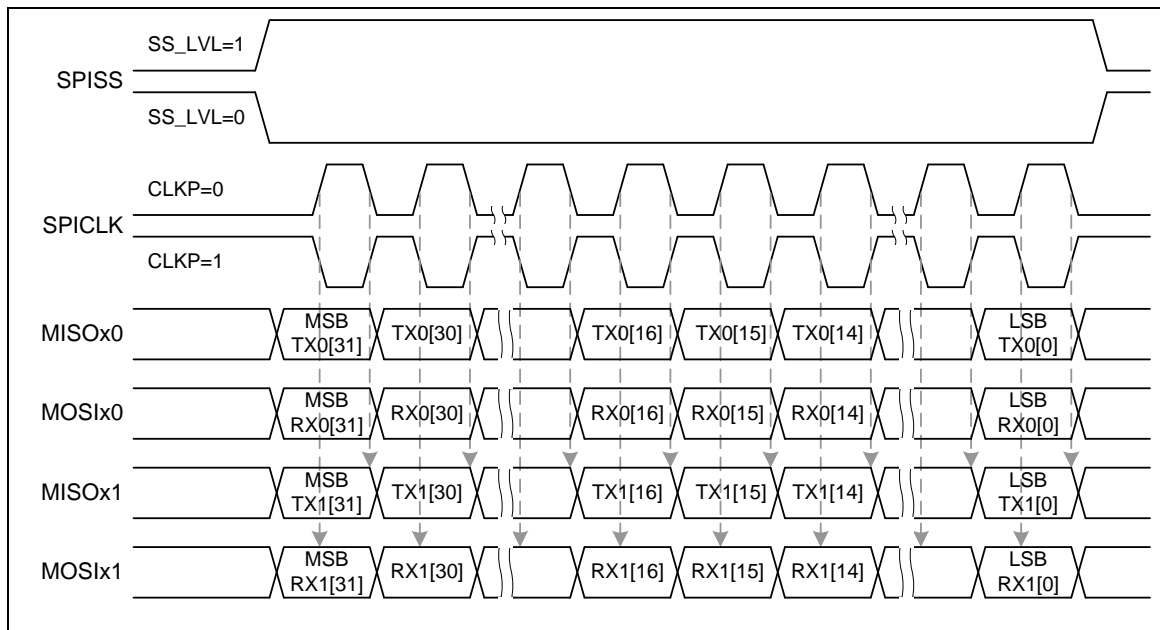 SS_LVL=1
SPISS
SS_LVL=0
CLKP=0
SPICLK
CLKP=1
MISOx0
MSB
TX0[31]
TX0[30]
TX0[16]
TX0[15]
TX0[14]
LSB
TX0[0]
MOSIx0
MSB
RX0[31]
RX0[30]
RX0[16]
RX0[15]
RX0[14]
LSB
RX0[0]
MISOx1
MSB
TX1[31]
TX1[30]
TX1[16]
TX1[15]
TX1[14]
LSB
TX1[0]
MOSIx1
MSB
RX1[31]
RX1[30]
RX1[16]
RX1[15]
RX1[14]
LSB
RX1[0]